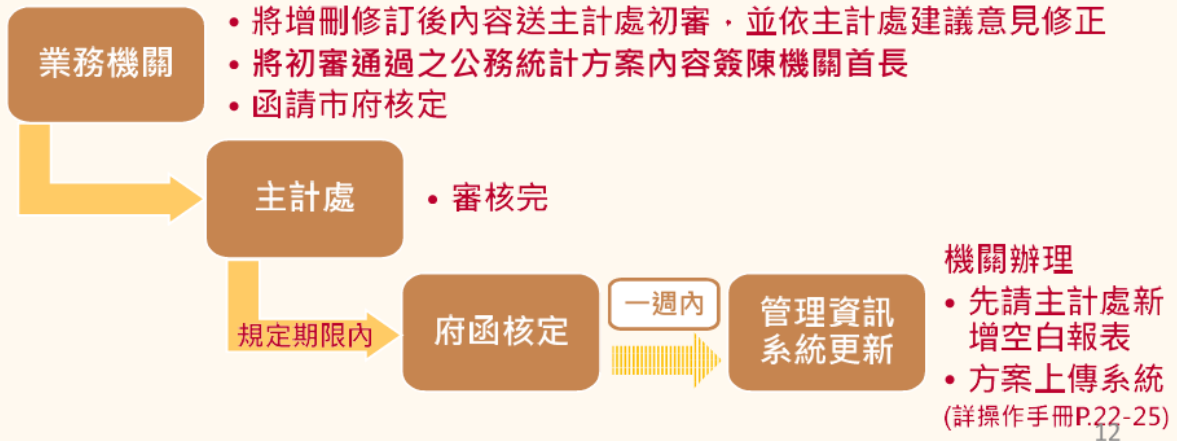 業務機關
• 將增刪修訂後內容送主計處初審，並依主計處建議意見修正
• 將初審通過之公務統計方案內容簽陳機關首長
• 函請市府核定
主計處
• 審核完
規定期限內
府函核定
一週內
管理資訊
系統更新
機關辦理
• 先請主計處新
增空白報表
• 方案上傳系統
(詳操作手冊P.22-25)
12